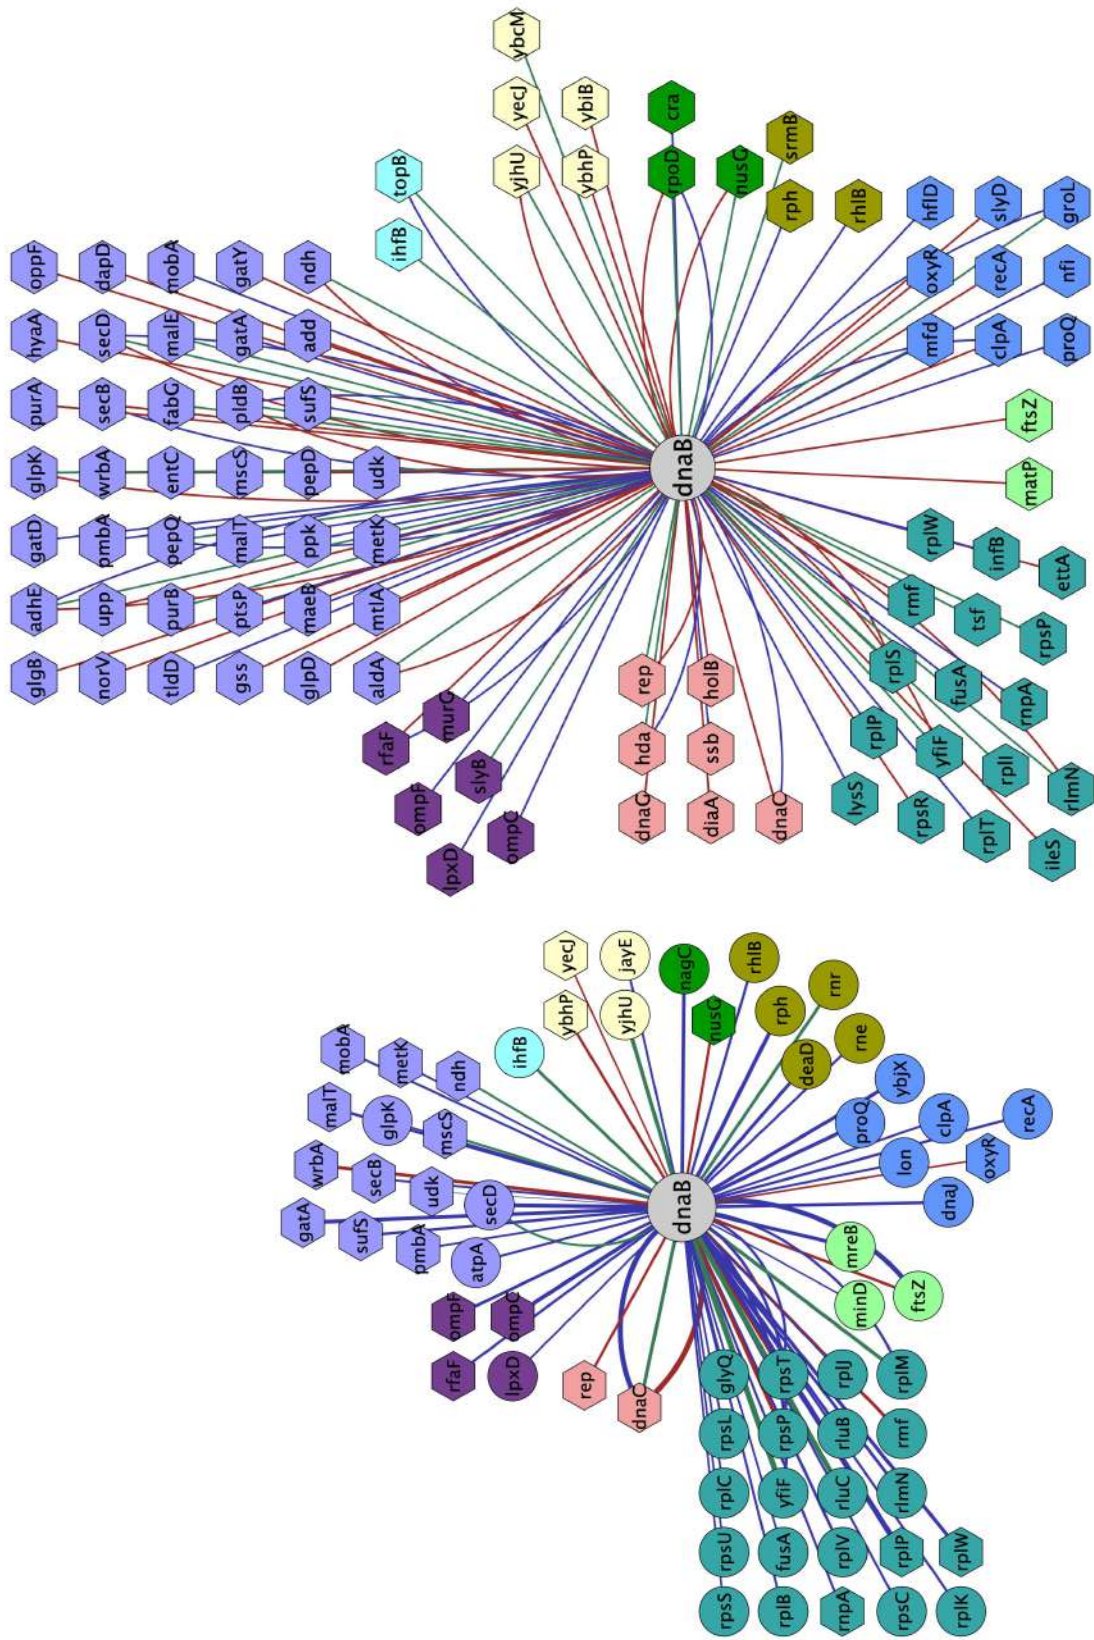 ybcM
yecJ
ybiB
yjhU
ybhP
cra
rpoD
nusG
srmB
rph
rhlB
topB
ihfB
hflD
slyD
groL
oxyR
recA
nfi
mfd
clpA
proQ
oppF
dapD
mobA
gatY
ndh
hyaA
secD
malE
gatA
add
purA
secB
fabG
pldB
sufS
glpK
wrbA
entC
mscS
pepD
udk
gatD
pmbA
pepQ
malT
ppk
metK
adhE
upp
purB
ptsP
maeB
mtlA
glgB
norV
tldD
gss
glpD
aldA
dnaB
ftsZ
matP
rplW
infB
ettA
rmf
tsf
rpsP
rplS
fusA
rnpA
rplP
yfiF
rplI
rlmN
lysS
rpsR
rplT
ileS
rep
holB
hda
ssb
dnaG
diaA
dnaC
murG
rfaF
slyB
ompF
ompC
lpxD
yecJ
jayE
ybhP
yjhU
nagC
nusG
rhlB
rph
rnr
deaD
rne
ihfB
mobA
metK
ndh
malT
glpK
mscS
wrbA
secB
udk
secD
gatA
sufS
pmbA
atpA
ybjX
proQ
clpA
recA
lon
oxyR
dnaJ
dnaB
mreB
minD
ftsZ
ompF
ompC
rfaF
lpxD
rep
dnaC
glyQ
rpsT
rplJ
rplM
rpsL
rpsP
rluB
rmf
rplC
yfiF
rluC
rlmN
rpsU
fusA
rplV
rplP
rplW
rpsS
rplB
rnpA
rpsC
rplK